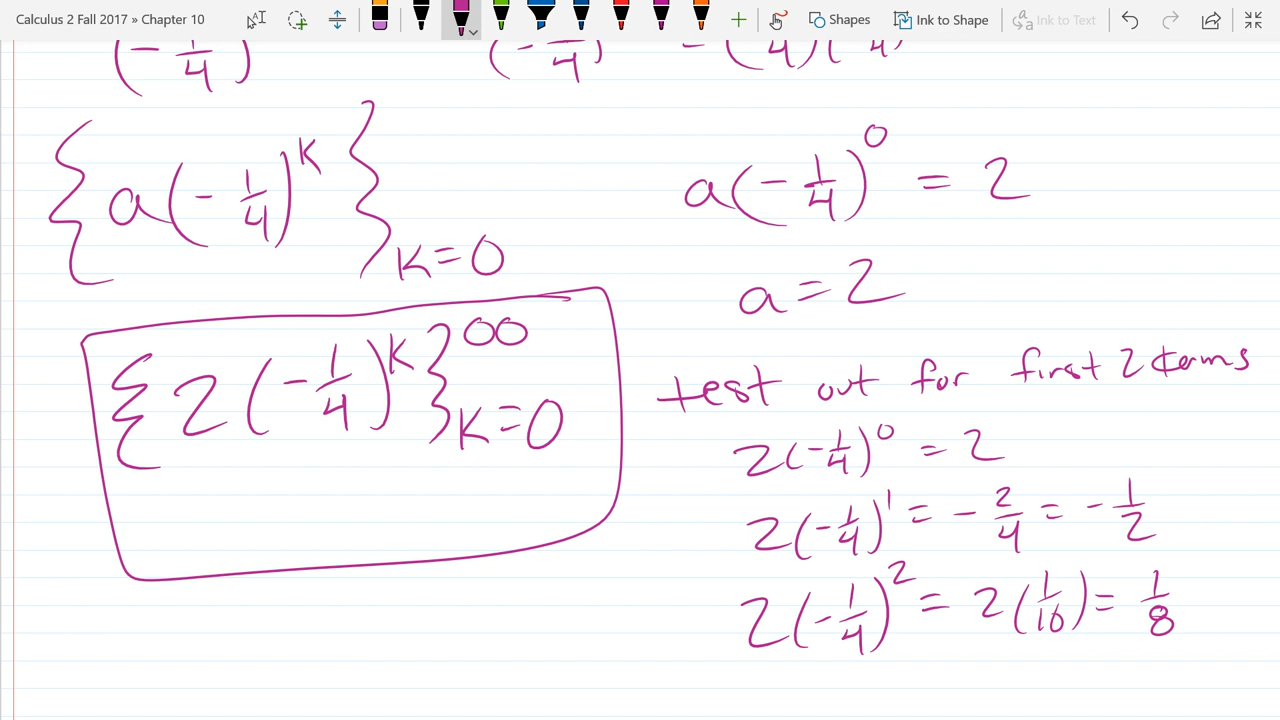 Calculus 2 Fall 2017 » Chapter 10
Shapes
Ink to Shape
Ink to Text
(-1/4)
{a(-1/4)^k}_{k=0}
{2(-1/4)^k}^{∞}_{k=0}
a(-1/4)^0 = 2
a = 2
test out for first 2 terms
2(-1/4)^0 = 2
2(-1/4)^1 = -2/4 = -1/2
2(-1/4)^2 = 2(1/16) = 1/8